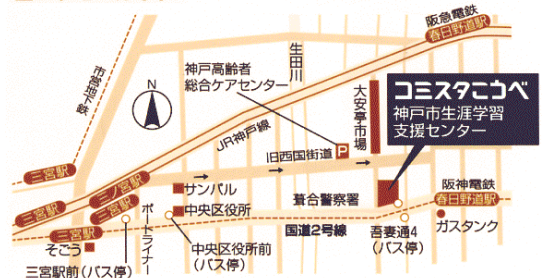 阪急電鉄
春日野道駅
生田川
市営地下鉄
神戸高齢者
総合ケアセンター
N
コミスタこうべ
神戸市生涯学習
支援センター
大安亭市場
JR神戸線
P
旧西国街道
三宮駅
三ノ宮駅
三宮駅
三宮駅
サンパル
中央区役所
葺合警察署
阪神電鉄
春日野道駅
ポートライナー
国道2号線
吾妻通4
(バス停)
ガスタンク
そごう
中央区役所前
(バス停)
三宮駅前(バス停)